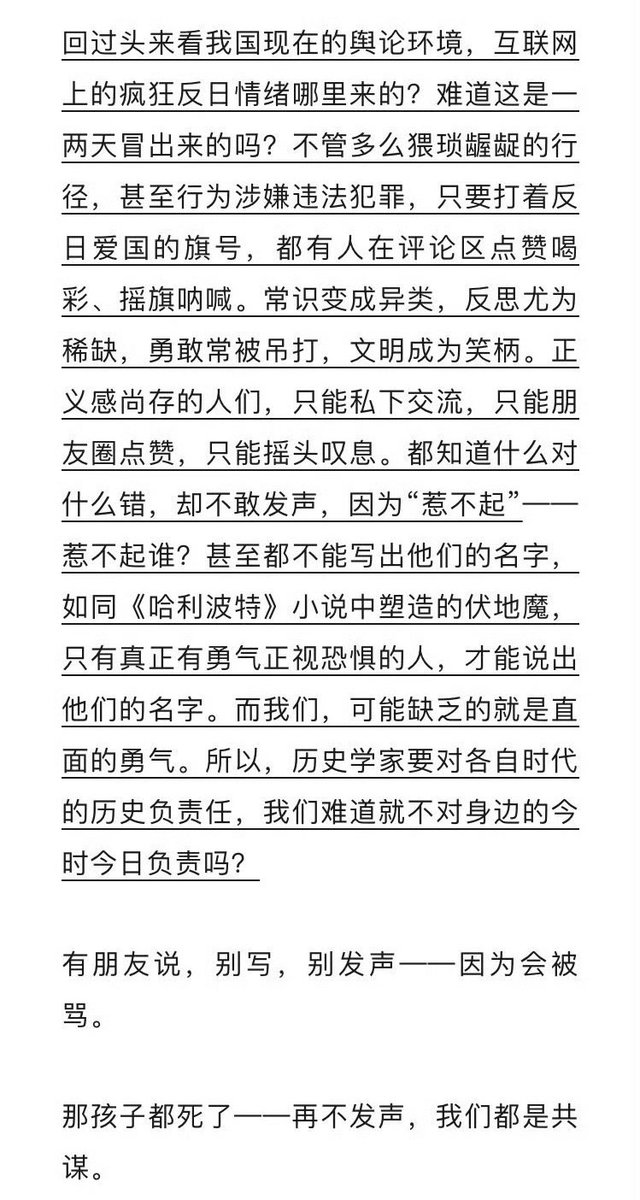 回过头来看我国现在的舆论环境，互联网
上的疯狂反日情绪哪里来的？难道这是一
两天冒出来的吗？不管多么猥琐龌龊的行
径，甚至行为涉嫌违法犯罪，只要打着反
日爱国的旗号，都有人在评论区点赞喝
彩、摇旗呐喊。常识变成异类，反思尤为
稀缺，勇敢常被吊打，文明成为笑柄。正
义感尚存的人们，只能私下交流，只能朋
友圈点赞，只能摇头叹息。都知道什么对
什么错，却不敢发声，因为“惹不起”——
惹不起谁？甚至都不能写出他们的名字，
如同《哈利波特》小说中塑造的伏地魔，
只有真正有勇气正视恐惧的人，才能说出
他们的名字。而我们，可能缺乏的就是直
面的勇气。所以，历史学家要对各自时代
的历史负责任，我们难道就不对身边的今
时今日负责吗？
有朋友说，别写，别发声——因为会被
骂。
那孩子都死了——再不发声，我们都是共
谋。